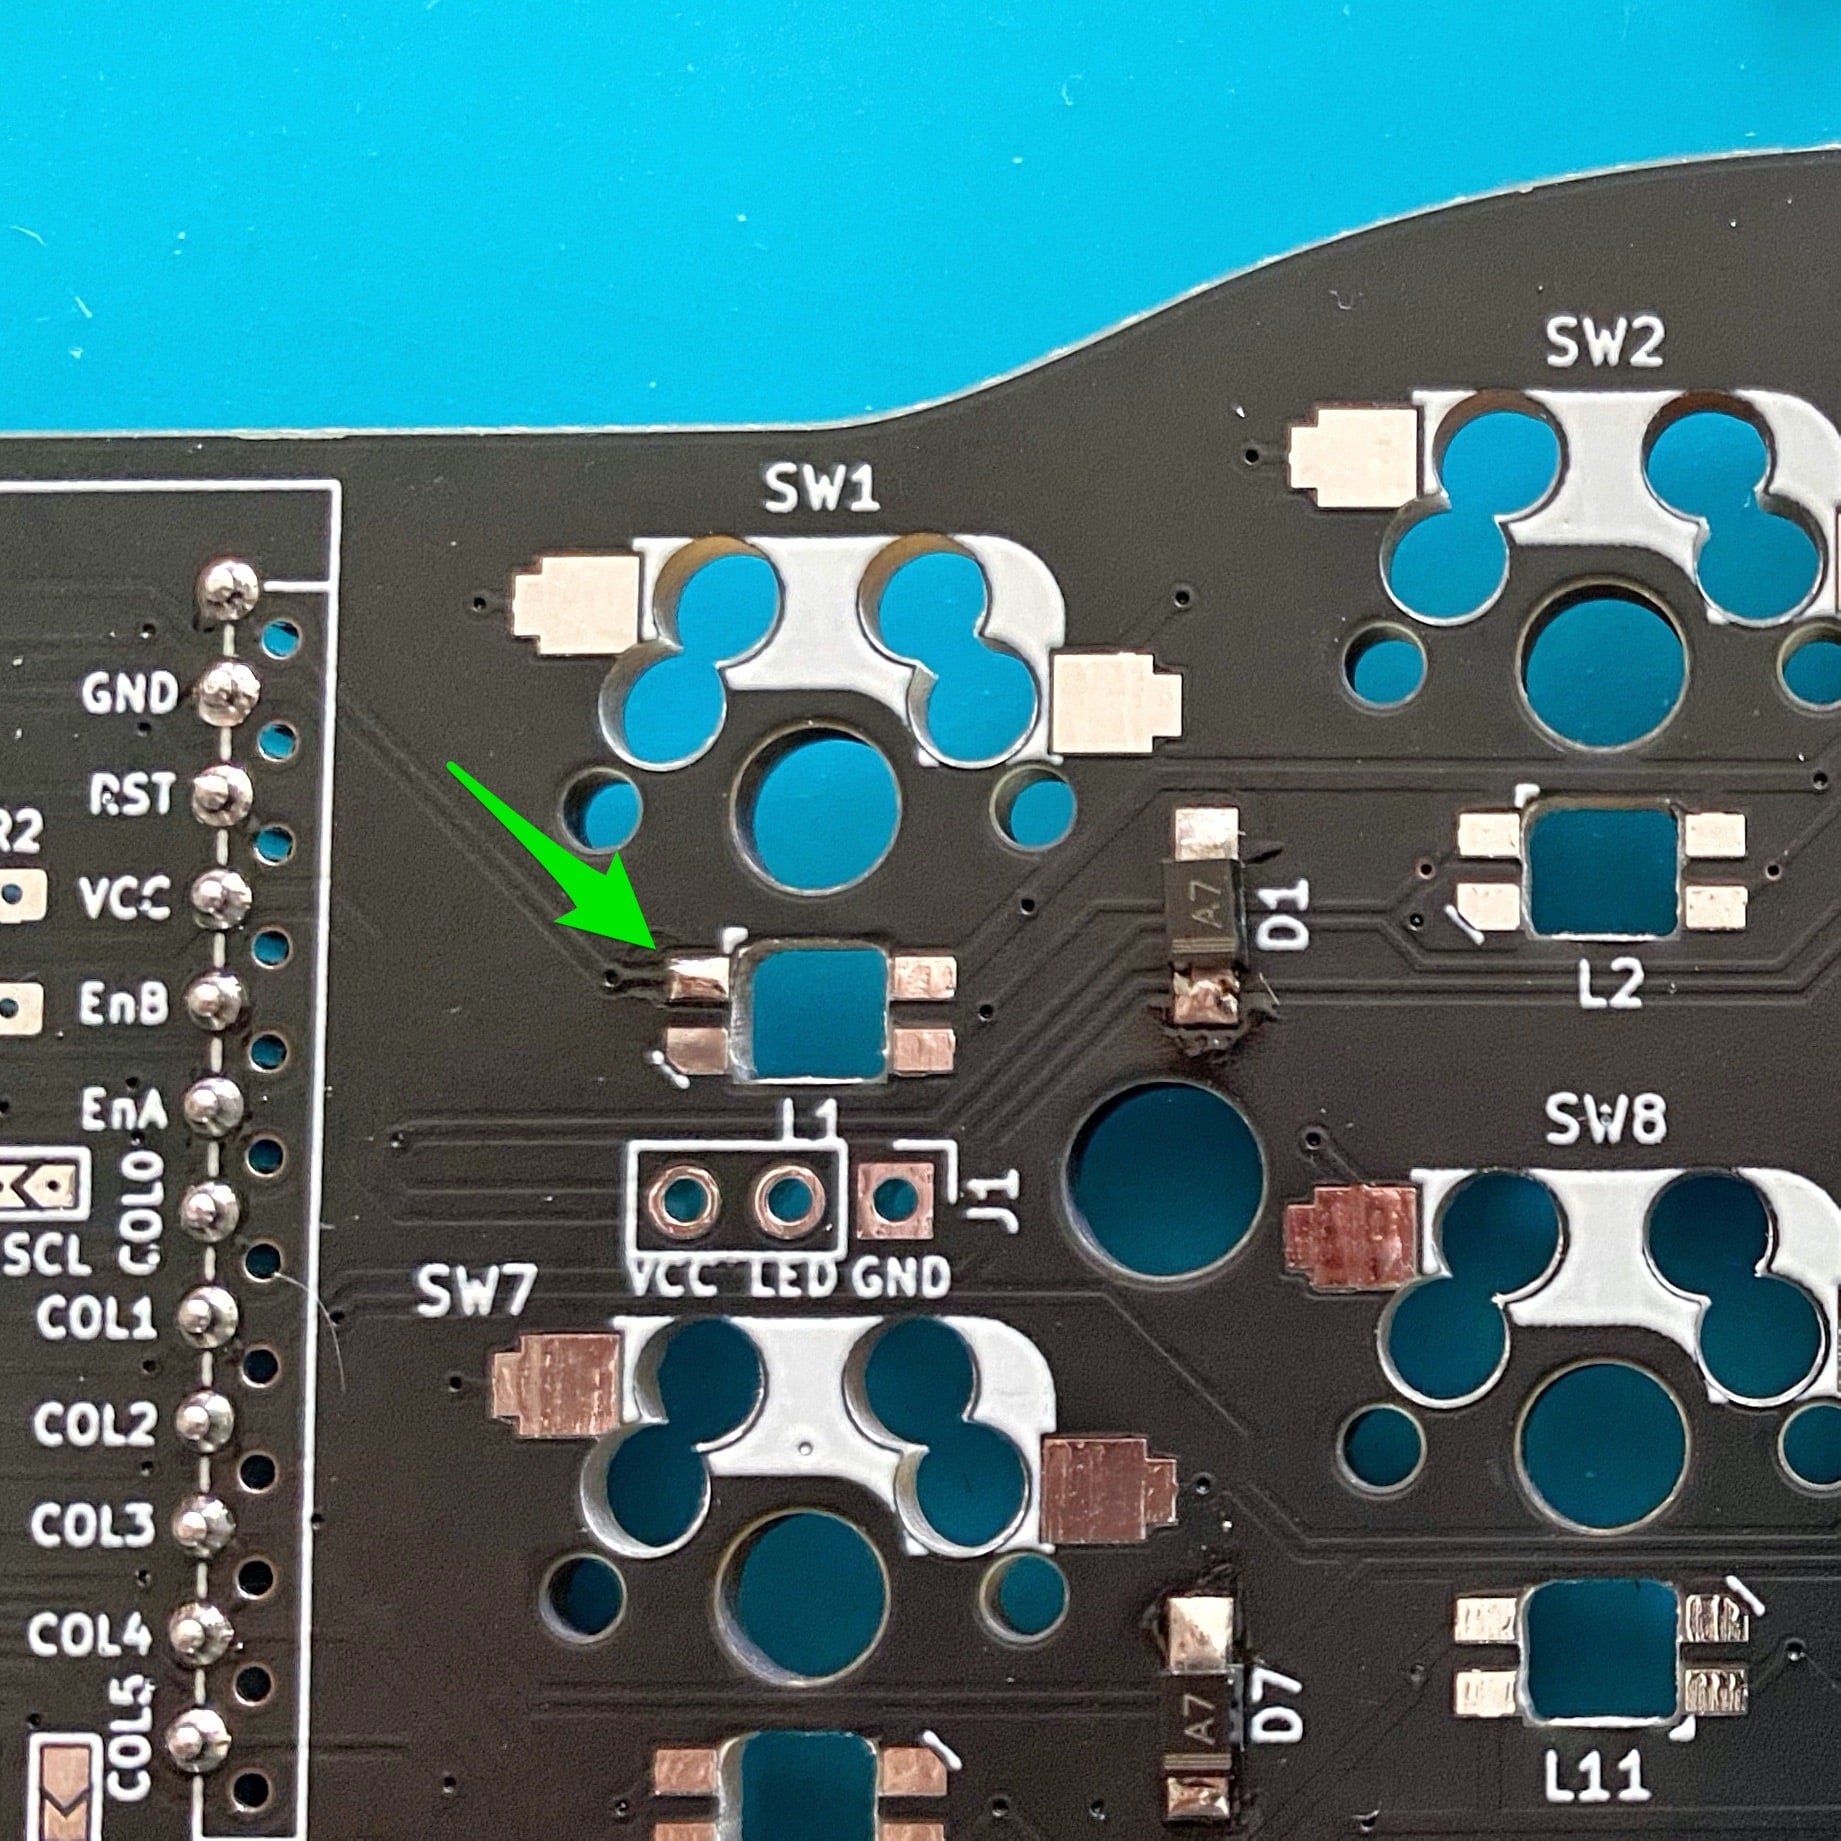 SW2
SW1
GND
RST
R2
VCC
EnB
EnA
COL0
SCL
COL1
COL2
COL3
COL4
COL5
A7
D1
L2
L1
J1
VCC LED GND
SW7
SW8
A7
D7
L11